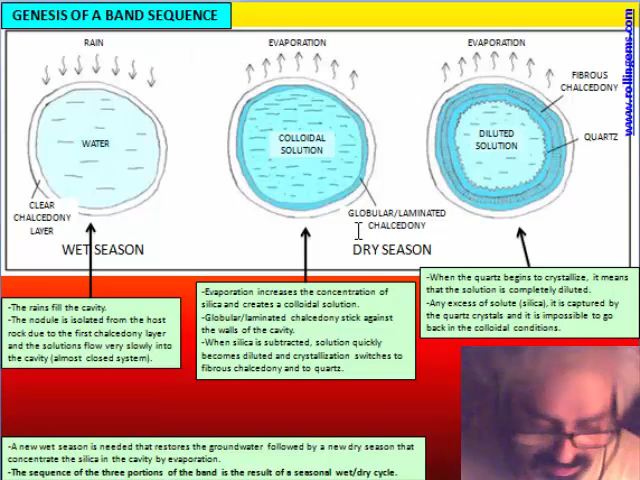 GENESIS OF A BAND SEQUENCE
www.rollingems.com
RAIN
EVAPORATION
EVAPORATION
FIBROUS
CHALCEDONY
WATER
COLLOIDAL
SOLUTION
DILUTED
SOLUTION
QUARTZ
CLEAR
CHALCEDONY
LAYER
GLOBULAR/LAMINATED
CHALCEDONY
WET SEASON
DRY SEASON
-The rains fill the cavity.
-The nodule is isolated from the host
rock due to the first chalcedony layer
and the solutions flow very slowly into
the cavity (almost closed system).
-Evaporation increases the concentration of
silica and creates a colloidal solution.
-Globular/laminated chalcedony stick against
the walls of the cavity.
-When silica is subtracted, solution quickly
becomes diluted and crystallization switches to
fibrous chalcedony and to quartz.
-When the quartz begins to crystallize, it means
that the solution is completely diluted.
-Any excess of solute (silica), it is captured by
the quartz crystals and it is impossible to go
back in the colloidal conditions.
-A new wet season is needed that restores the groundwater followed by a new dry season that
concentrate the silica in the cavity by evaporation.
-The sequence of the three portions of the band is the result of a seasonal wet/dry cycle.